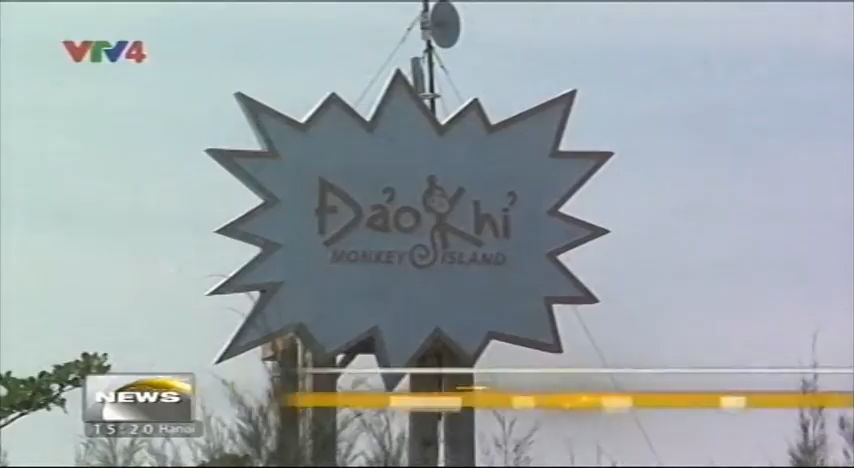 VTV4
Đảo Khỉ
MONKEY ISLAND
NEWS
15:20 Hanoi